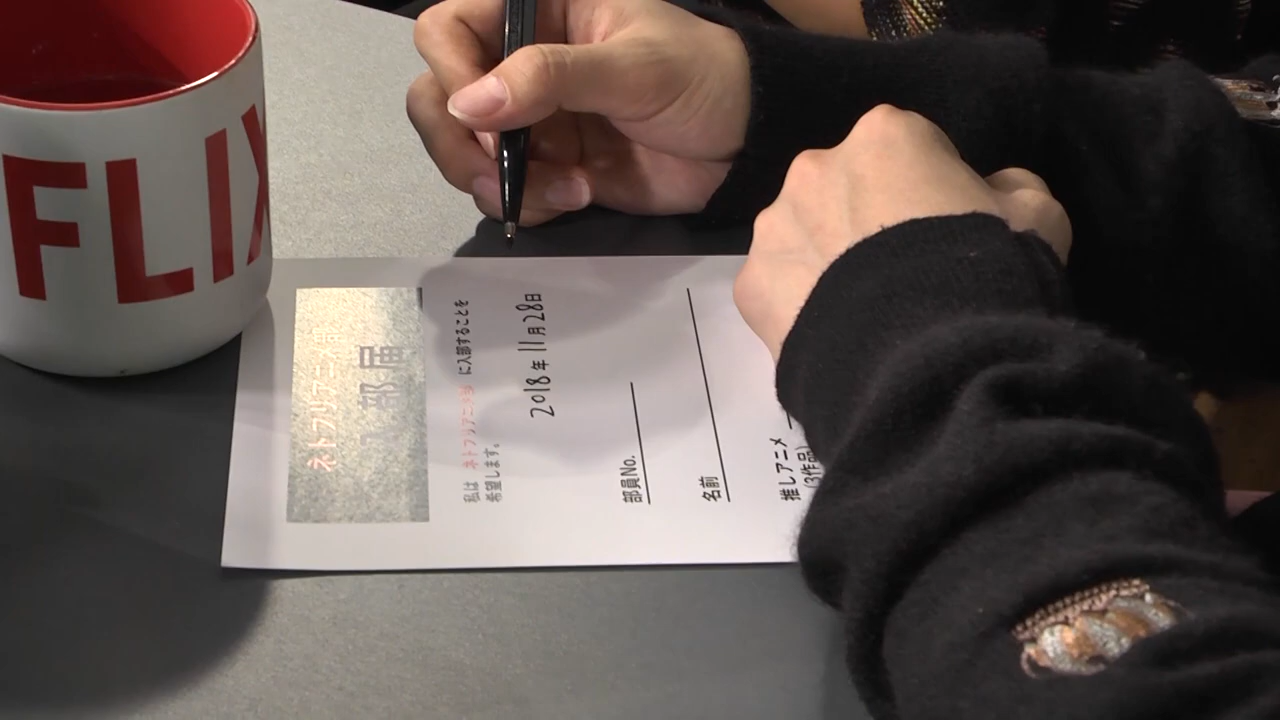 FLIX
ネトフリアニメ部
入部届
私は ネトフリアニメ部 に入部することを
希望します。
2018年 11月 28日
部員No.
名前
推しアニメ
(3作品)